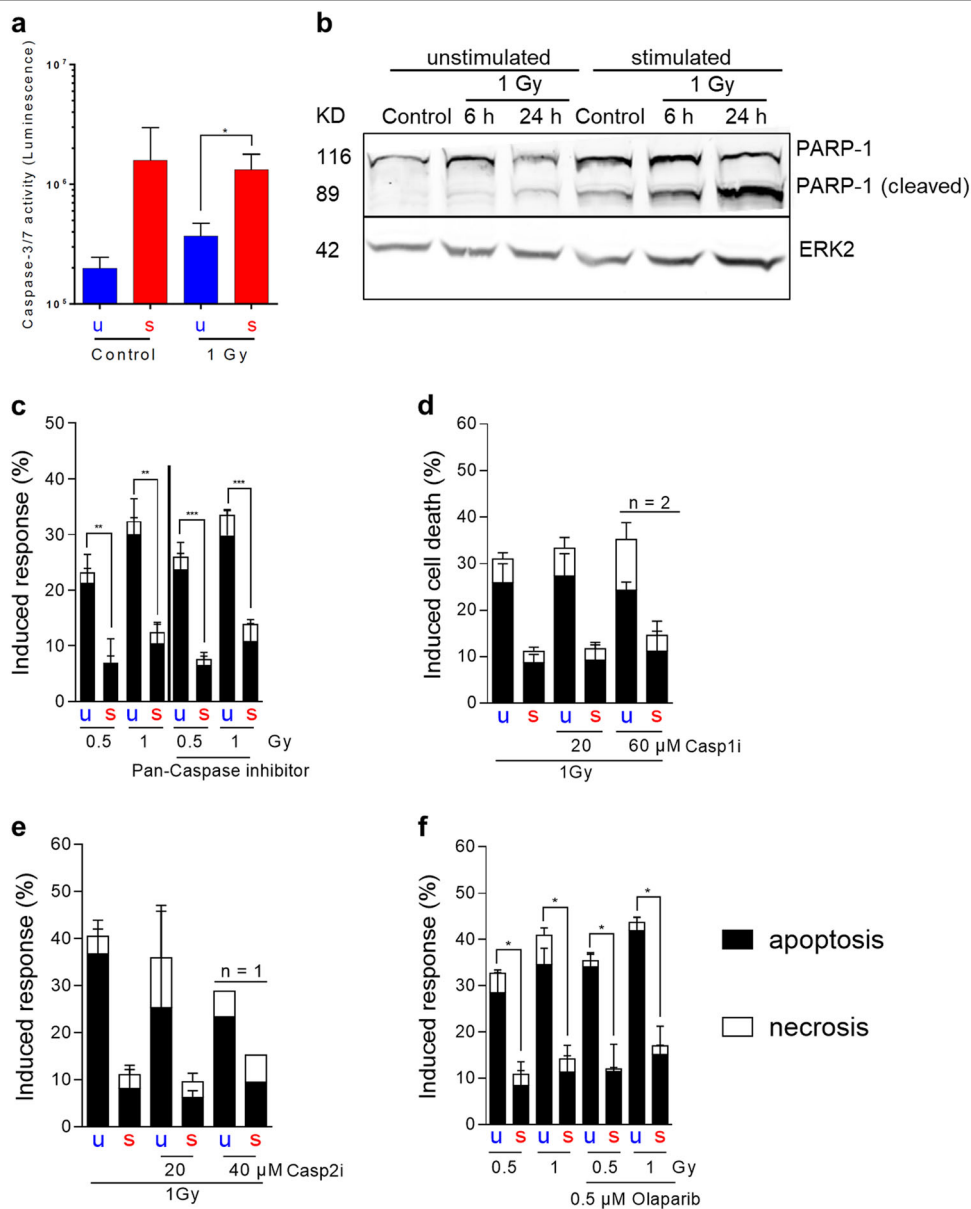 a
Caspase-3/7 activity (Luminescence)
10⁷
10⁶
10⁵
*
u s u s
Control 1 Gy
b
unstimulated stimulated
1 Gy 1 Gy
KD Control 6 h 24 h Control 6 h 24 h
116 PARP-1
89 PARP-1 (cleaved)
42 ERK2
c
Induced response (%)
50
40
30
20
10
0
** ** *** ***
u s u s u s u s
0.5 1 0.5 1 Gy
Pan-Caspase inhibitor
d
Induced cell death (%)
60
50
40
30
20
10
0
n = 2
u s u s u s
20 60 µM Casp1i
1Gy
e
Induced response (%)
60
50
40
30
20
10
0
n = 1
u s u s u s
20 40 µM Casp2i
1Gy
f
Induced response (%)
60
50
40
30
20
10
0
* * * *
u s u s u s u s
0.5 1 0.5 1 Gy
0.5 µM Olaparib
apoptosis
necrosis